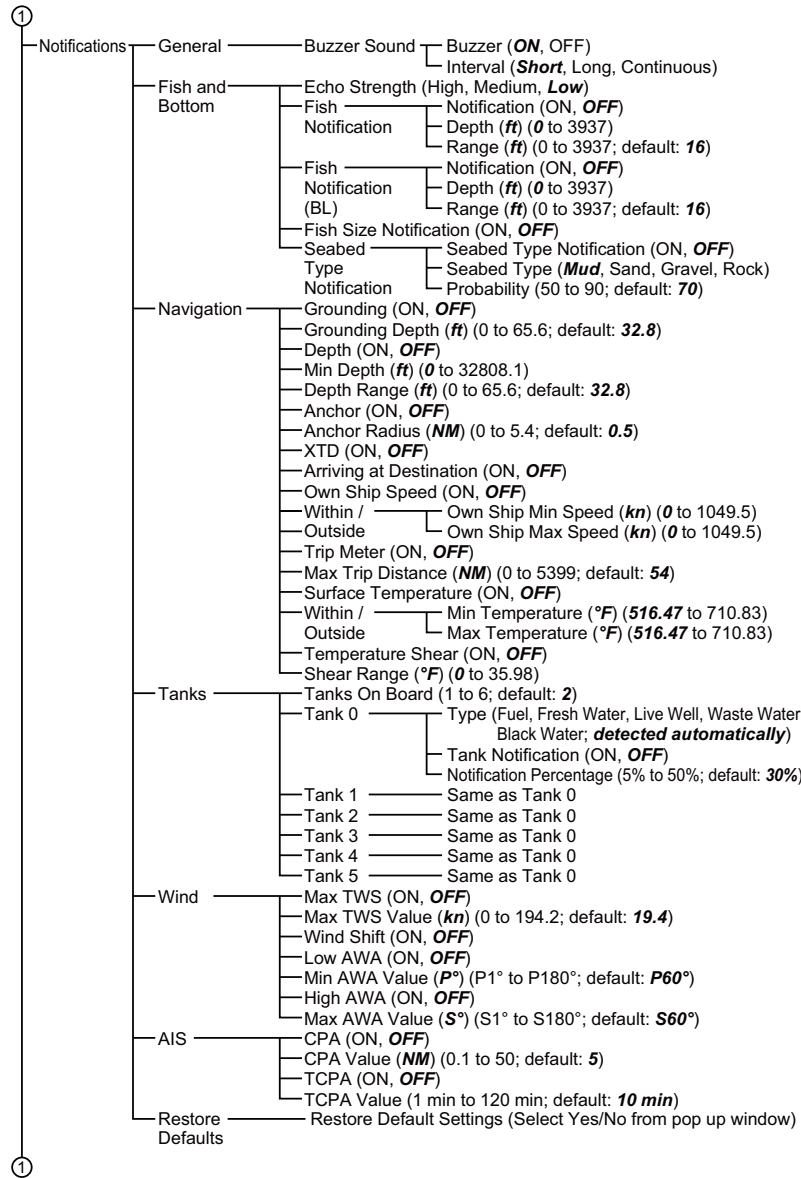 1
Notifications General Buzzer Sound Buzzer (ON, OFF)
Interval (Short, Long, Continuous)
Fish and Bottom Echo Strength (High, Medium, Low)
Fish Notification Notification (ON, OFF)
Depth (ft) (0 to 3937)
Range (ft) (0 to 3937; default: 16)
Fish Notification (BL) Notification (ON, OFF)
Depth (ft) (0 to 3937)
Range (ft) (0 to 3937; default: 16)
Fish Size Notification (ON, OFF)
Seabed Type Notification Seabed Type Notification (ON, OFF)
Seabed Type (Mud, Sand, Gravel, Rock)
Probability (50 to 90; default: 70)
Navigation Grounding (ON, OFF)
Grounding Depth (ft) (0 to 65.6; default: 32.8)
Depth (ON, OFF)
Min Depth (ft) (0 to 32808.1)
Depth Range (ft) (0 to 65.6; default: 32.8)
Anchor (ON, OFF)
Anchor Radius (NM) (0 to 5.4; default: 0.5)
XTD (ON, OFF)
Arriving at Destination (ON, OFF)
Own Ship Speed (ON, OFF)
Within / Outside Own Ship Min Speed (kn) (0 to 1049.5)
Own Ship Max Speed (kn) (0 to 1049.5)
Trip Meter (ON, OFF)
Max Trip Distance (NM) (0 to 5399; default: 54)
Surface Temperature (ON, OFF)
Within / Outside Min Temperature (°F) (516.47 to 710.83)
Max Temperature (°F) (516.47 to 710.83)
Temperature Shear (ON, OFF)
Shear Range (°F) (0 to 35.98)
Tanks Tanks On Board (1 to 6; default: 2)
Tank 0 Type (Fuel, Fresh Water, Live Well, Waste Water
Black Water; detected automatically)
Tank Notification (ON, OFF)
Notification Percentage (5% to 50%; default: 30%)
Tank 1 Same as Tank 0
Tank 2 Same as Tank 0
Tank 3 Same as Tank 0
Tank 4 Same as Tank 0
Tank 5 Same as Tank 0
Wind Max TWS (ON, OFF)
Max TWS Value (kn) (0 to 194.2; default: 19.4)
Wind Shift (ON, OFF)
Low AWA (ON, OFF)
Min AWA Value (P°) (P1° to P180°; default: P60°)
High AWA (ON, OFF)
Max AWA Value (S°) (S1° to S180°; default: S60°)
AIS CPA (ON, OFF)
CPA Value (NM) (0.1 to 50; default: 5)
TCPA (ON, OFF)
TCPA Value (1 min to 120 min; default: 10 min)
Restore Defaults Restore Default Settings (Select Yes/No from pop up window)
1